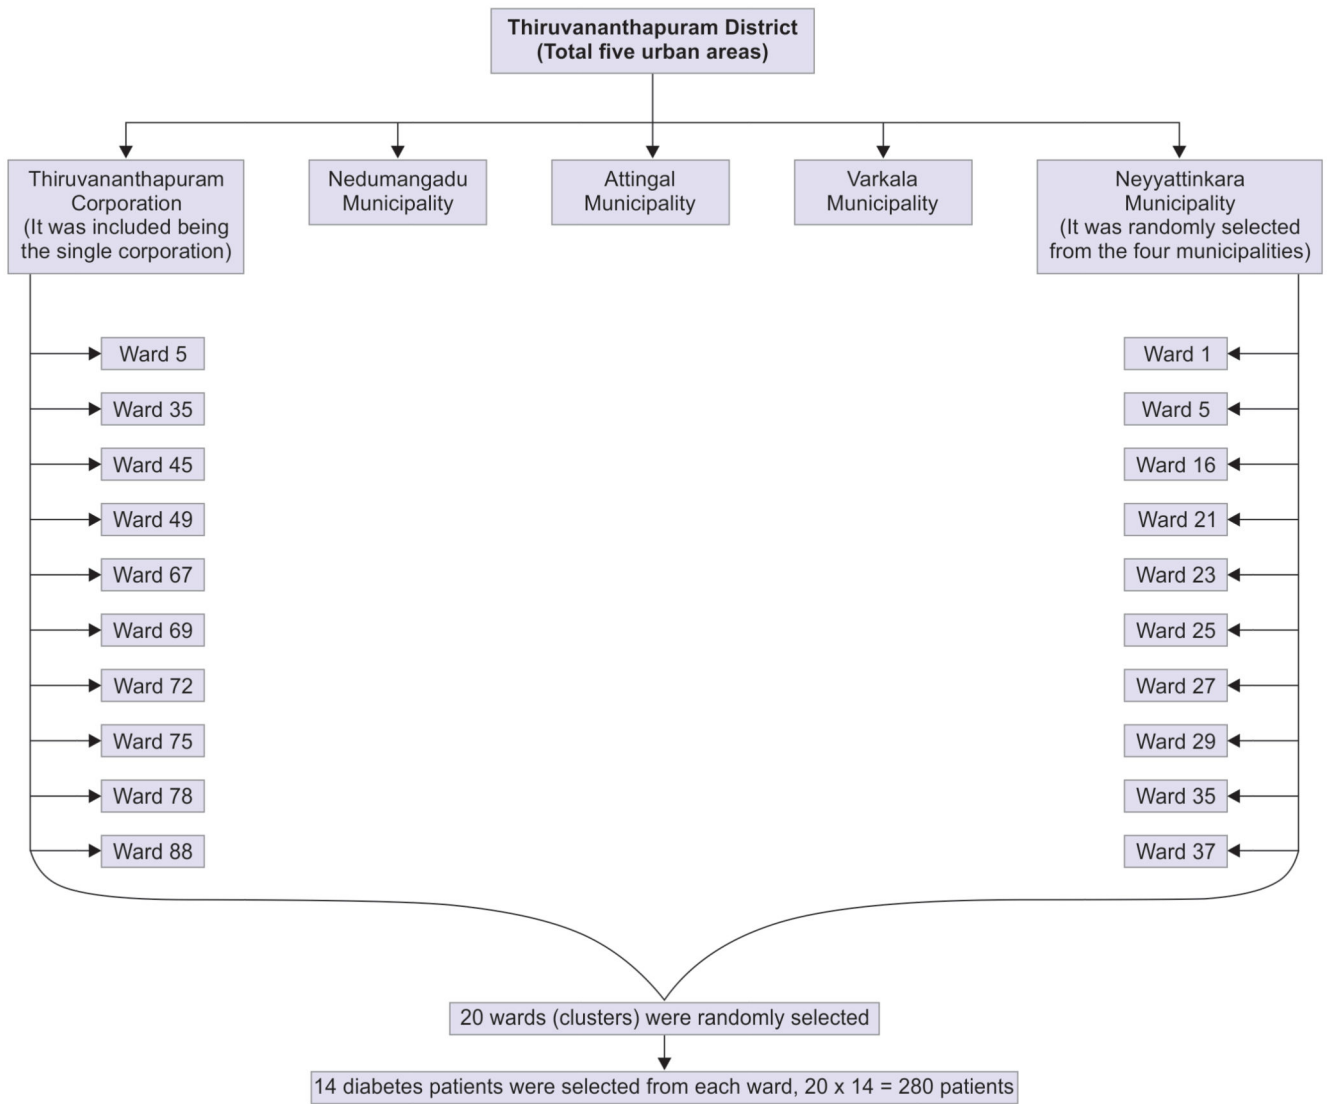 Thiruvananthapuram District
(Total five urban areas)
Thiruvananthapuram
Corporation
(It was included being
the single corporation)
Nedumangadu
Municipality
Attingal
Municipality
Varkala
Municipality
Neyyattinkara
Municipality
(It was randomly selected
from the four municipalities)
Ward 5
Ward 35
Ward 45
Ward 49
Ward 67
Ward 69
Ward 72
Ward 75
Ward 78
Ward 88
Ward 1
Ward 5
Ward 16
Ward 21
Ward 23
Ward 25
Ward 27
Ward 29
Ward 35
Ward 37
20 wards (clusters) were randomly selected
14 diabetes patients were selected from each ward, 20 x 14 = 280 patients